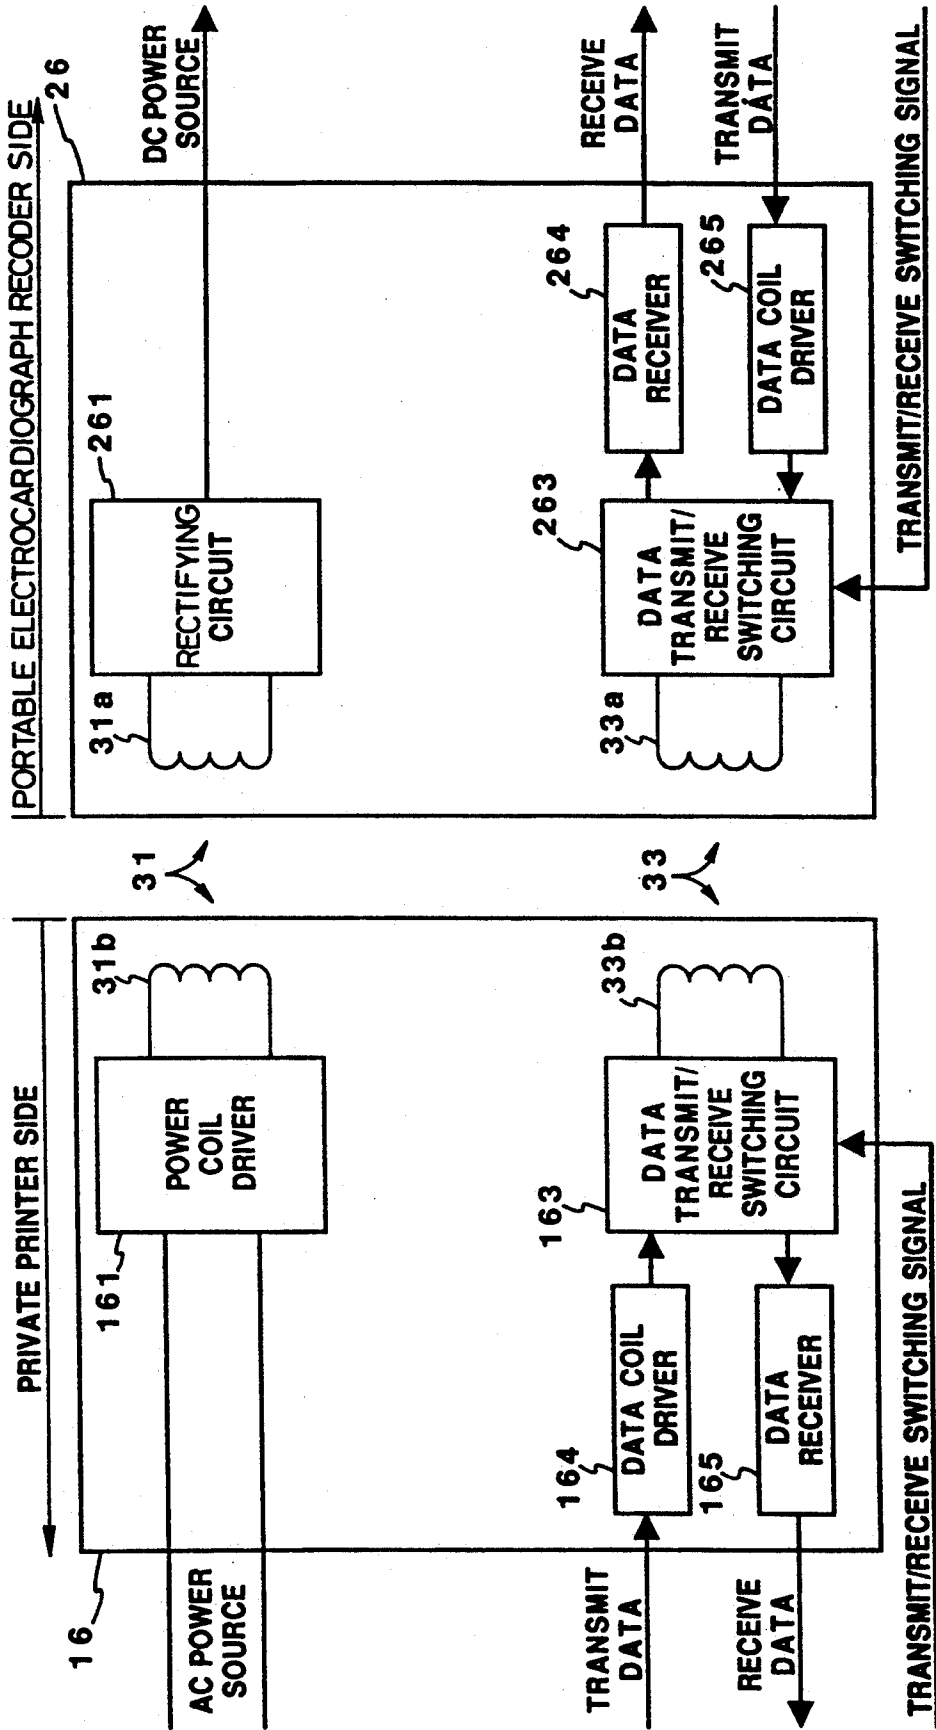 PRIVATE PRINTER SIDE
PORTABLE ELECTROCARDIOGRAPH RECODER SIDE
16
26
AC POWER
SOURCE
161
POWER
COIL
DRIVER
31b
31
31a
261
RECTIFYING
CIRCUIT
DC POWER
SOURCE
TRANSMIT
DATA
164
DATA COIL
DRIVER
163
DATA
TRANSMIT/
RECEIVE
SWITCHING
CIRCUIT
33b
33
33a
263
DATA
TRANSMIT/
RECEIVE
SWITCHING
CIRCUIT
264
DATA
RECEIVER
RECEIVE
DATA
RECEIVE
DATA
165
DATA
RECEIVER
265
DATA COIL
DRIVER
TRANSMIT
DATA
TRANSMIT/RECEIVE SWITCHING SIGNAL
TRANSMIT/RECEIVE SWITCHING SIGNAL